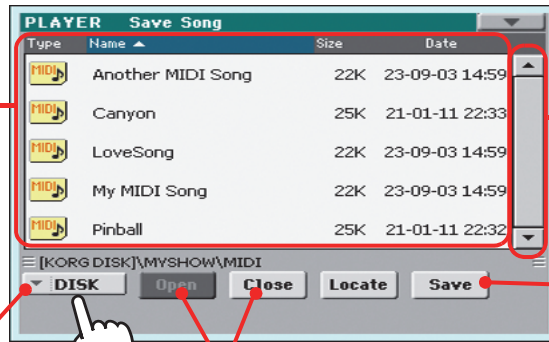 PLAYER Save Song
Type Name Size Date
MIDI Another MIDI Song 22K 23-09-03 14:59
MIDI Canyon 25K 21-01-11 22:33
MIDI LoveSong 22K 23-09-03 14:59
MIDI My MIDI Song 22K 23-09-03 14:59
MIDI Pinball 25K 21-01-11 22:32
[KORG DISK]\MYSHOW\MIDI
DISK Open Close Locate Save